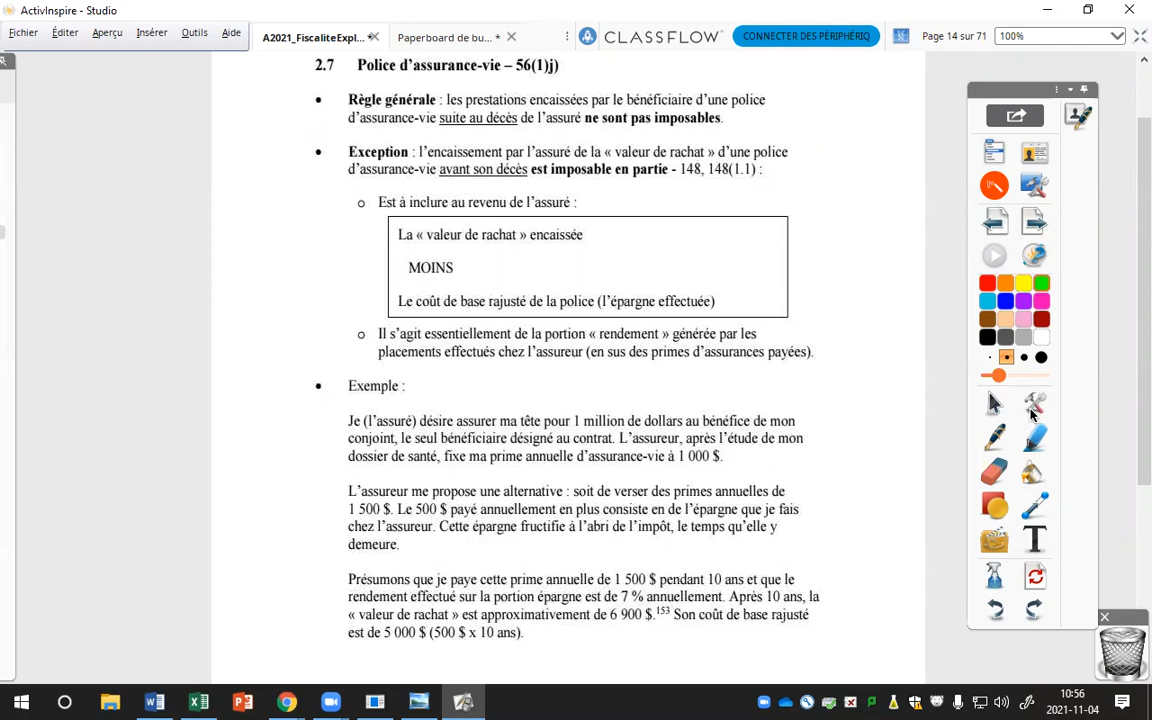 ActivInspire - Studio
Fichier Éditer Aperçu Insérer Outils Aide
A2021_FiscaliteExpl...
Paperboard de bu...
CLASSFLOW
CONNECTER DES PÉRIPHÉRIQ
Page 14 sur 71
100%
2.7 Police d'assurance-vie – 56(1)j)
• Règle générale : les prestations encaissées par le bénéficiaire d'une police
d'assurance-vie suite au décès de l'assuré ne sont pas imposables.
• Exception : l'encaissement par l'assuré de la « valeur de rachat » d'une police
d'assurance-vie avant son décès est imposable en partie - 148, 148(1.1) :
o Est à inclure au revenu de l'assuré :
La « valeur de rachat » encaissée
MOINS
Le coût de base rajusté de la police (l'épargne effectuée)
o Il s'agit essentiellement de la portion « rendement » générée par les
placements effectués chez l'assureur (en sus des primes d'assurances payées).
• Exemple :
Je (l'assuré) désire assurer ma tête pour 1 million de dollars au bénéfice de mon
conjoint, le seul bénéficiaire désigné au contrat. L'assureur, après l'étude de mon
dossier de santé, fixe ma prime annuelle d'assurance-vie à 1 000 $.
L'assureur me propose une alternative : soit de verser des primes annuelles de
1 500 $. Le 500 $ payé annuellement en plus consiste en de l'épargne que je fais
chez l'assureur. Cette épargne fructifie à l'abri de l'impôt, le temps qu'elle y
demeure.
Présumons que je paye cette prime annuelle de 1 500 $ pendant 10 ans et que le
rendement effectué sur la portion épargne est de 7 % annuellement. Après 10 ans, la
« valeur de rachat » est approximativement de 6 900 $.153 Son coût de base rajusté
est de 5 000 $ (500 $ x 10 ans).
10:56
2021-11-04